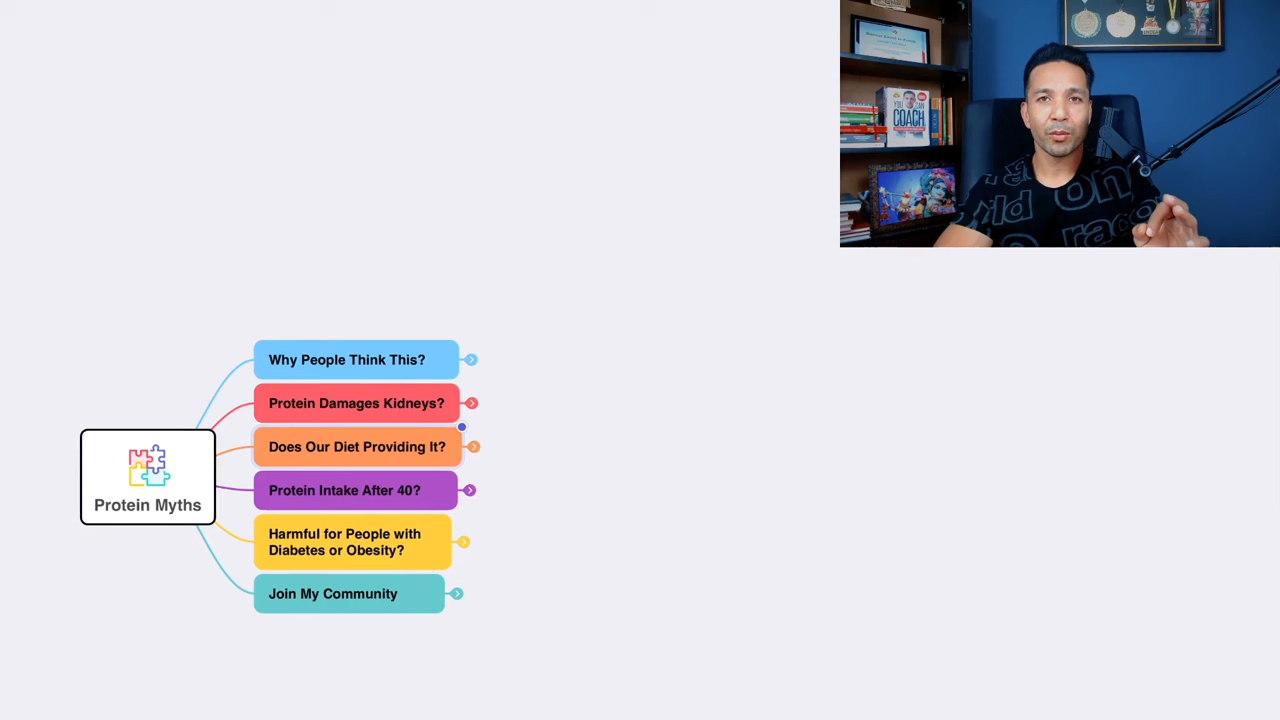 YOU CAN
COACH
Why People Think This?
Protein Damages Kidneys?
Does Our Diet Providing It?
Protein Intake After 40?
Harmful for People with
Diabetes or Obesity?
Join My Community
Protein Myths